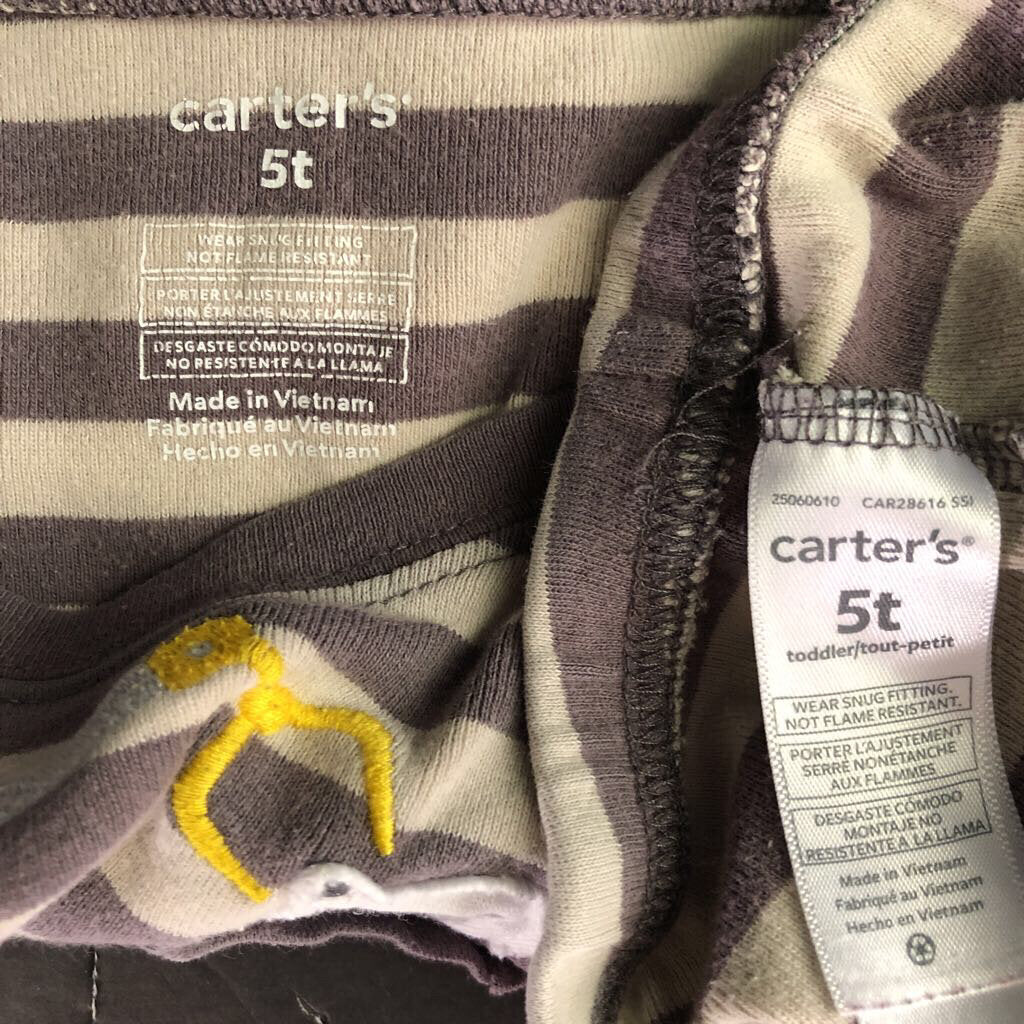 carter's
5t
WEAR SNUG FITTING
NOT FLAME RESISTANT
PORTER L'AJUSTEMENT SERRE
NON ETANCHE AUX FLAMMES
DESGASTE CÓMODO MONTAJE
NO RESISTENTE A LA LLAMA
Made in Vietnam
Fabriqué au Vietnam
Hecho en Vietnam
25060610 CAR28616 SSI
carter's®
5t
toddler/tout-petit
WEAR SNUG FITTING.
NOT FLAME RESISTANT.
PORTER L'AJUSTEMENT
SERRE NONÉTANCHE
AUX FLAMMES
DESGASTE CÓMODO
MONTAJE NO
RESISTENTE A LA LLAMA
Made in Vietnam
Fabriqué au Vietnam
Hecho en Vietnam